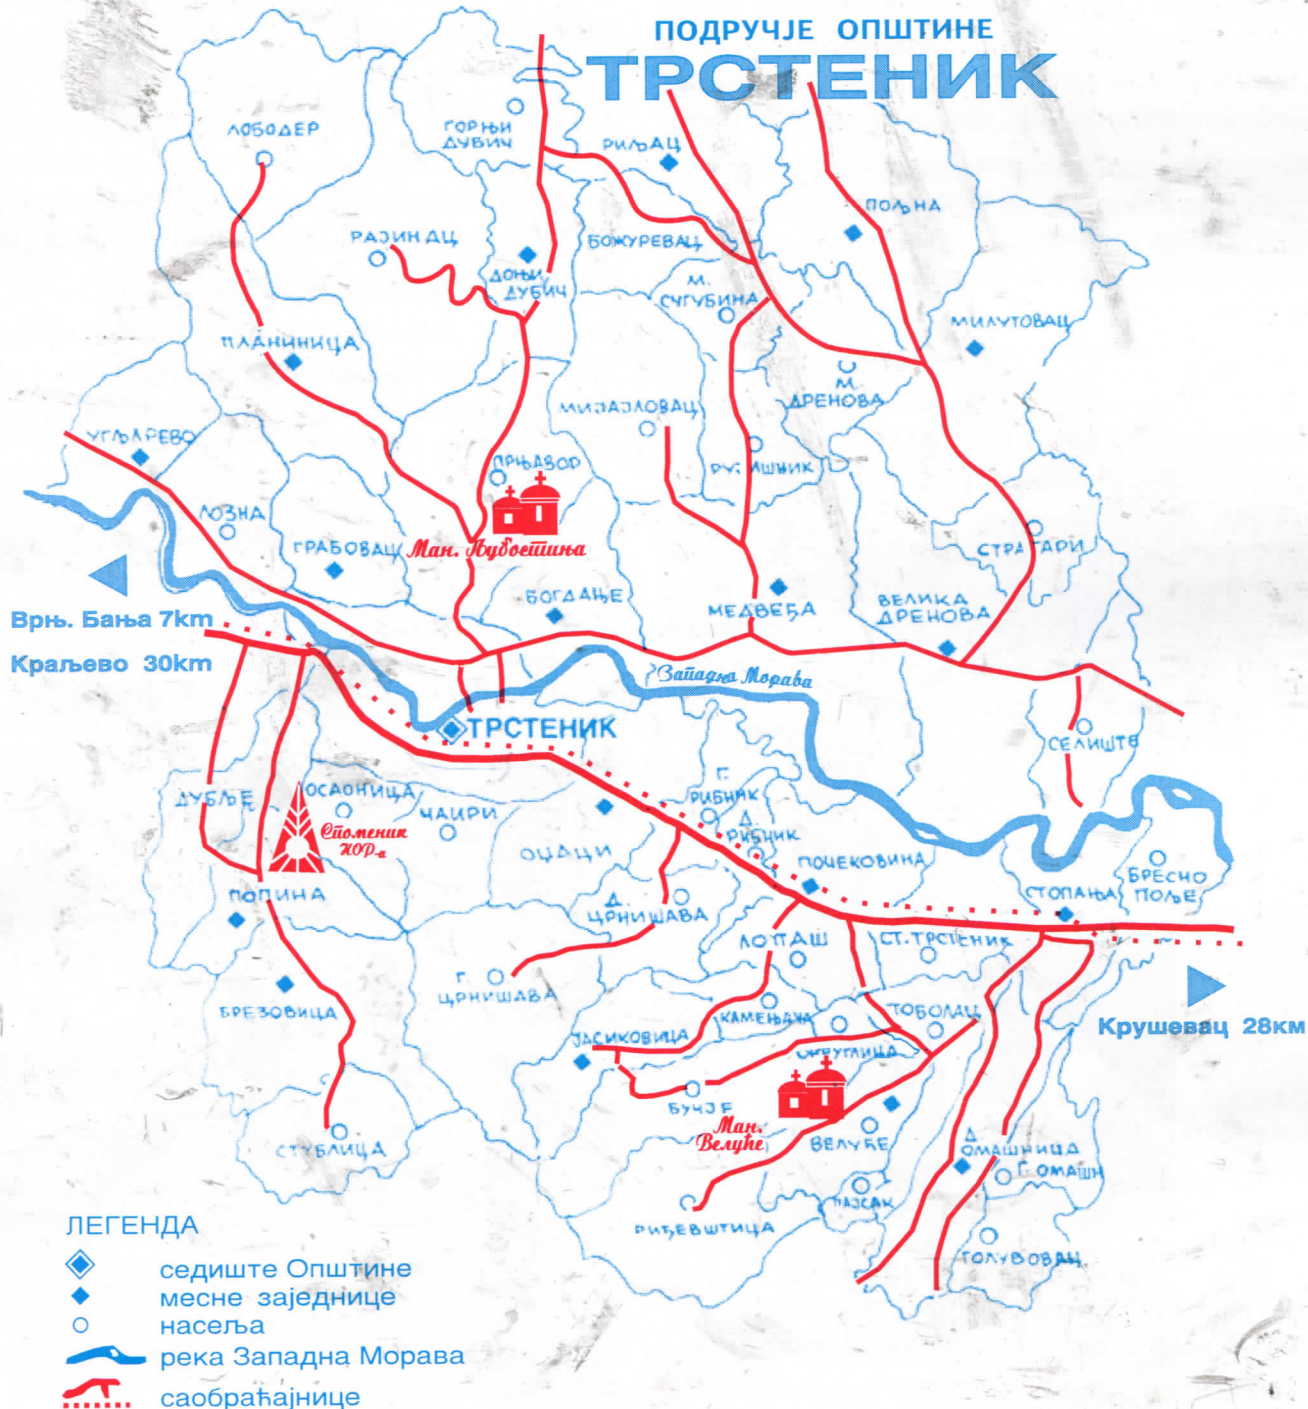 ПОДРУЧЈЕ ОПШТИНЕ
ТРСТЕНИК
ЛОБОДЕР
ГОРЊИ
ДУБИЧ
РИЉАЦ
ПОЉНА
РАЈИНАЦ
БОЖУРЕВАЦ
ДОЊИ
ДУБИЧ
М.
СУГУБИНА
МИЛУТОВАЦ
ПЛАНИНИЦА
М.
ДРЕНОВА
МИЈАЈЛОВАЦ
УГЉАРЕВО
ПРЊАВОР
ЛОЗНА
ГРАБОВАЦ
Ман. Љубостиња
СТРАГАРИ
БОГДАЊЕ
МЕДВЕЂА
ВЕЛИКА
ДРЕНОВА
Врњ. Бања 7km
Краљево 30km
Западна Морава
ТРСТЕНИК
СЕЛИШТЕ
ДУБЉЕ
ОСАОНИЦА
ЧАИРИ
Споменик
НОР-а
Г.
РИБНИК
Д.
РИБНИК
ОЏАЦИ
ПОЧЕКОВИНА
БРЕСНО
ПОЉЕ
СТОПАЊА
ПОПИНА
Д.
ЦРНИШАВА
ЛОПАШ
СТ. ТРСТЕНИК
Г.
ЦРНИШАВА
БРЕЗОВИЦА
КАМЕЊАЧА
ТОБОЛАЦ
Крушевац 28км
ЈАСИКОВИЦА
ОКРУГЛИЦА
БУЧЈЕ
Ман.
Велуће
ВЕЛУЋЕ
СТУБЛИЦА
Д.
ОМАШНИЦА
Г. ОМАШН
ПАЈСАК
РИЂЕВШТИЦА
ГОЛУБОВАЦ
ЛЕГЕНДА
седиште Општине
месне заједнице
насеља
река Западна Морава
саобраћајнице